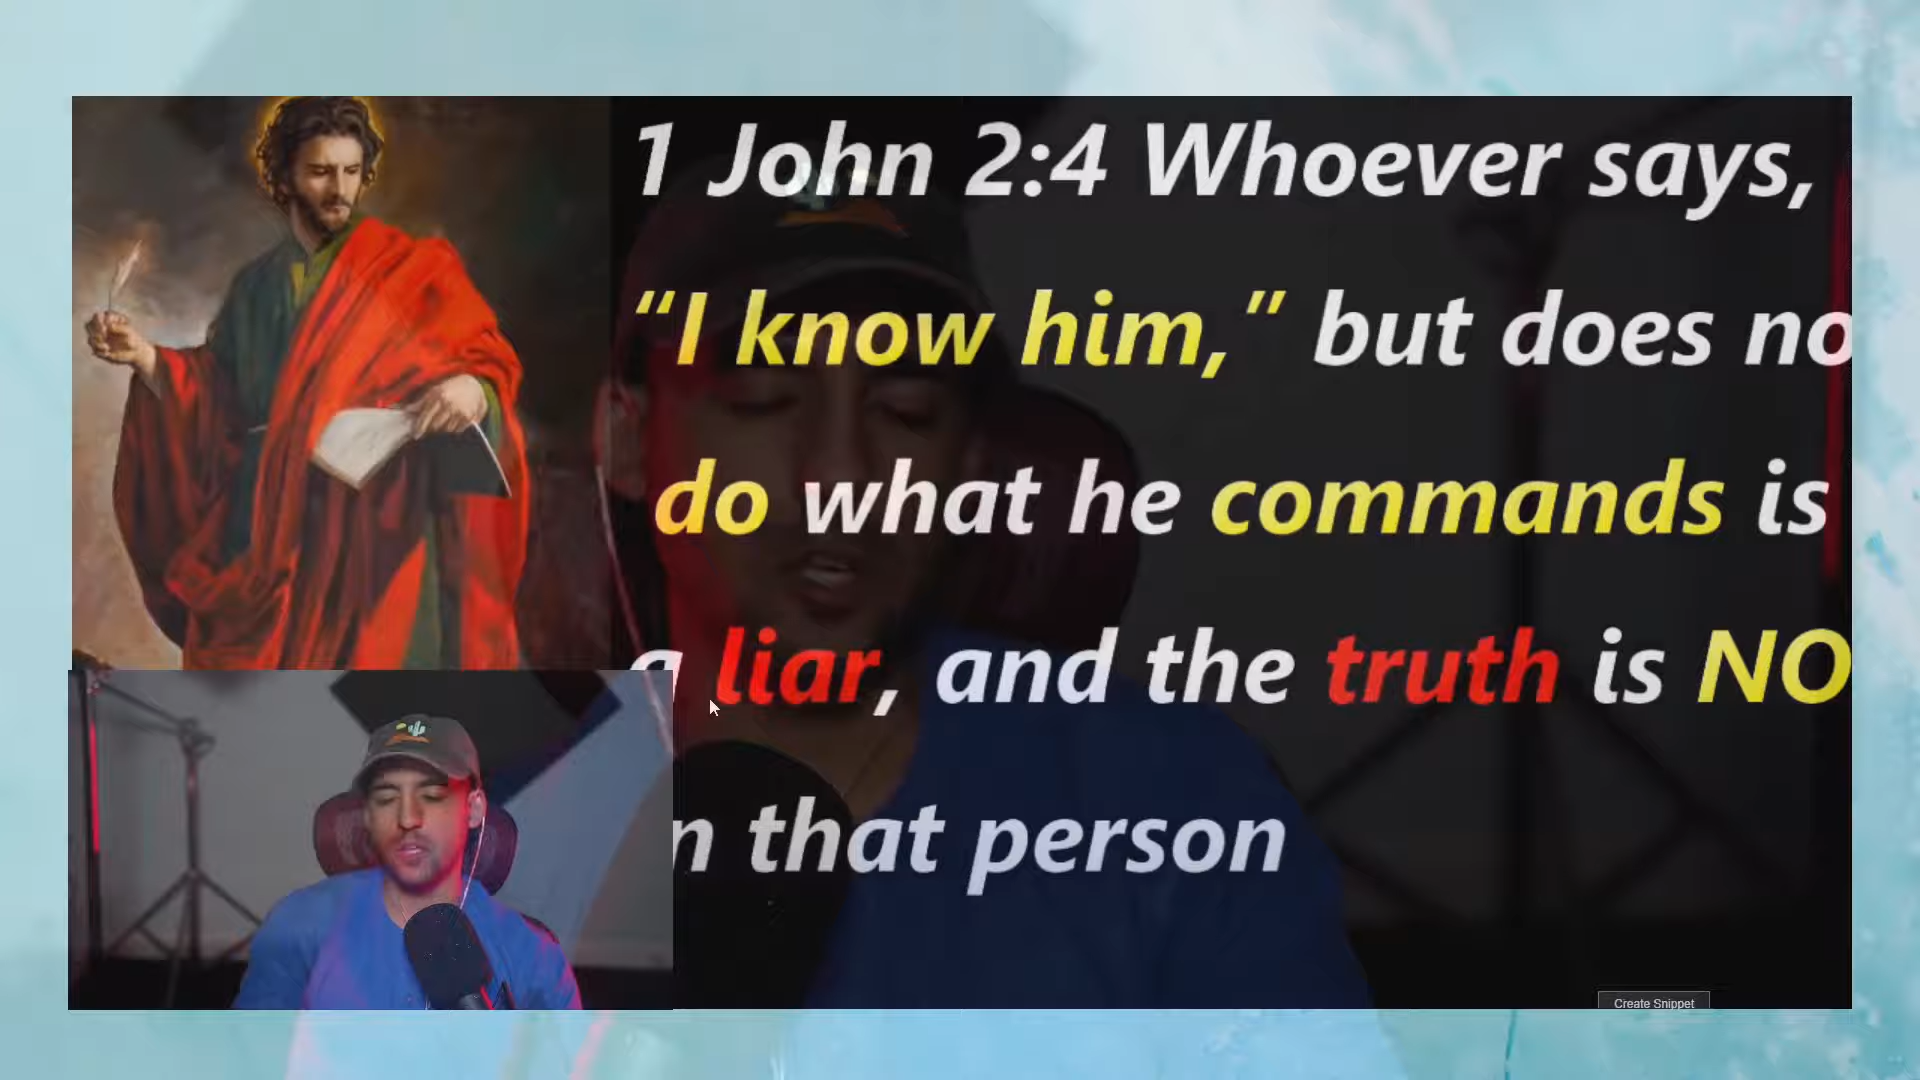 1 John 2:4 Whoever says,
“I know him,” but does no
do what he commands is
a liar, and the truth is NO
n that person
Create Snippet